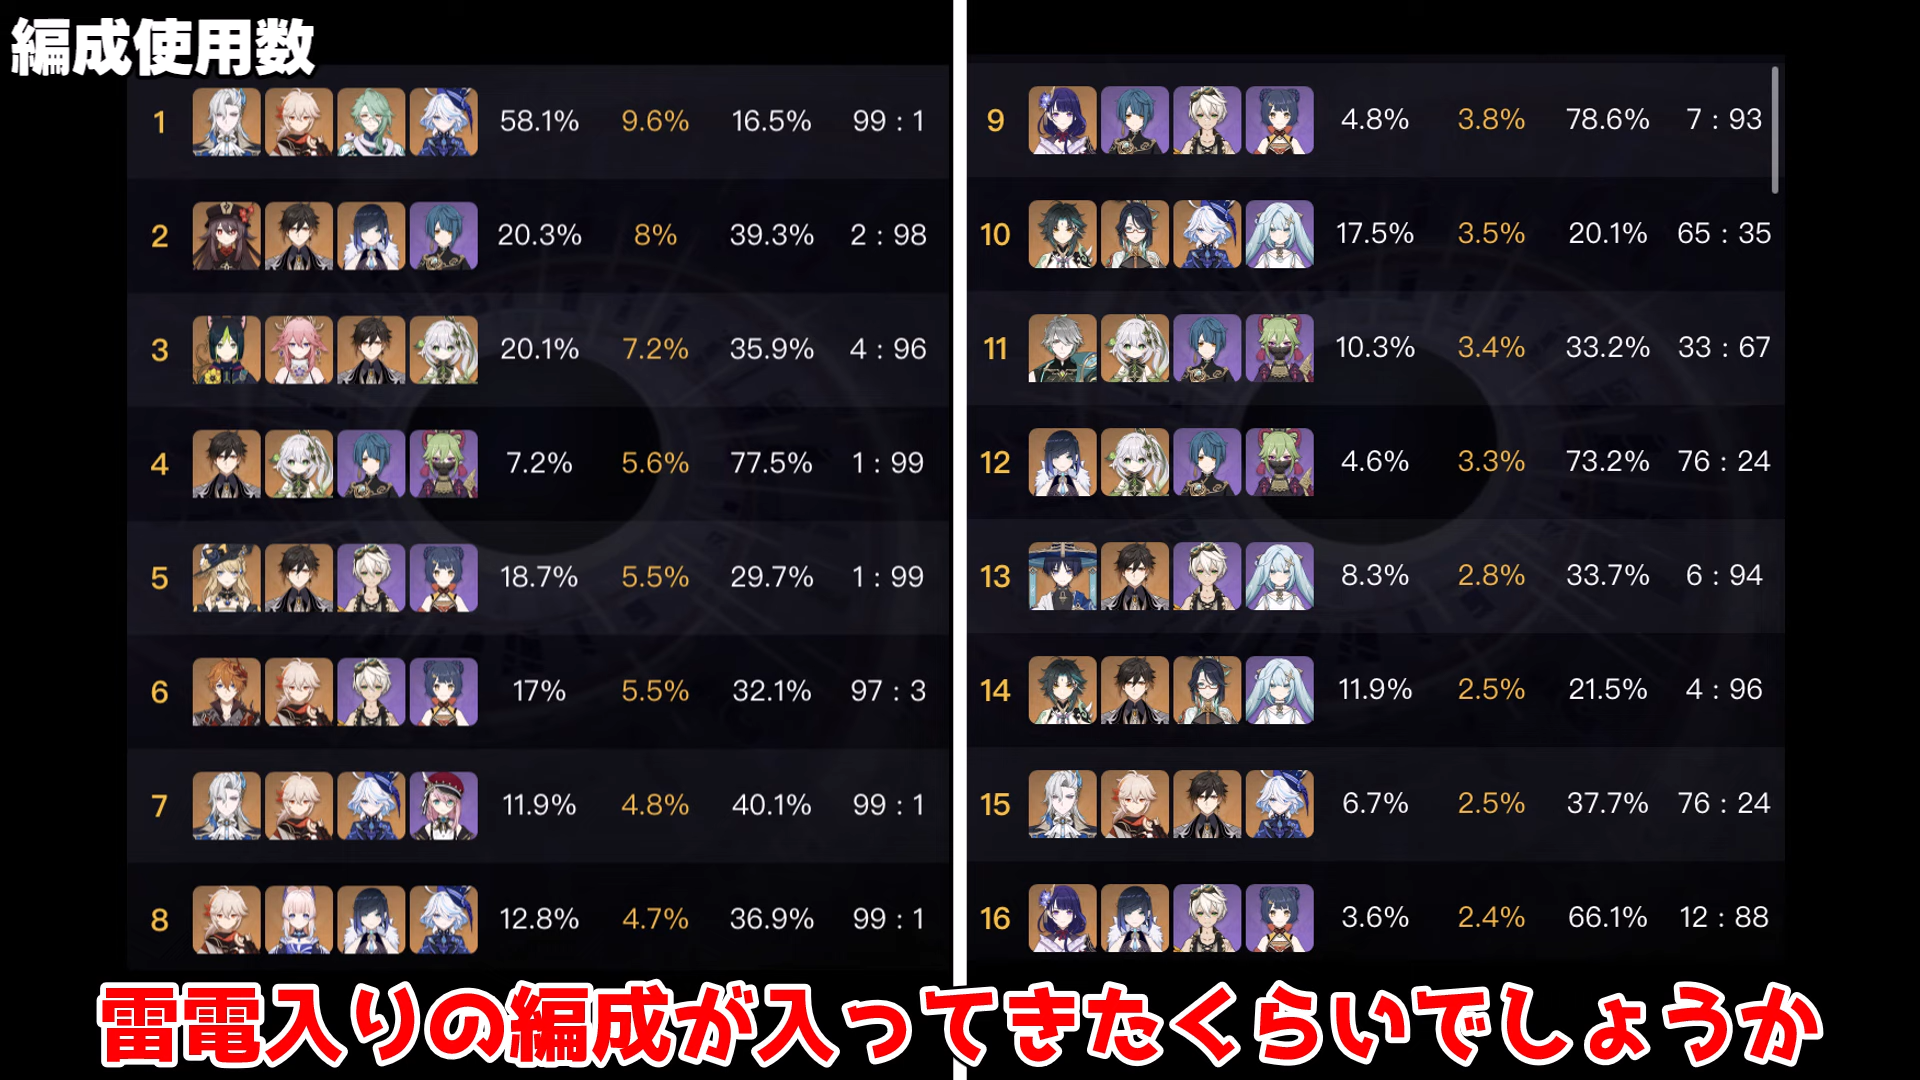 編成使用数
1 58.1% 9.6% 16.5% 99 : 1
2 20.3% 8% 39.3% 2 : 98
3 20.1% 7.2% 35.9% 4 : 96
4 7.2% 5.6% 77.5% 1 : 99
5 18.7% 5.5% 29.7% 1 : 99
6 17% 5.5% 32.1% 97 : 3
7 11.9% 4.8% 40.1% 99 : 1
8 12.8% 4.7% 36.9% 99 : 1
9 4.8% 3.8% 78.6% 7 : 93
10 17.5% 3.5% 20.1% 65 : 35
11 10.3% 3.4% 33.2% 33 : 67
12 4.6% 3.3% 73.2% 76 : 24
13 8.3% 2.8% 33.7% 6 : 94
14 11.9% 2.5% 21.5% 4 : 96
15 6.7% 2.5% 37.7% 76 : 24
16 3.6% 2.4% 66.1% 12 : 88
雷電入りの編成が入ってきたくらいでしょうか